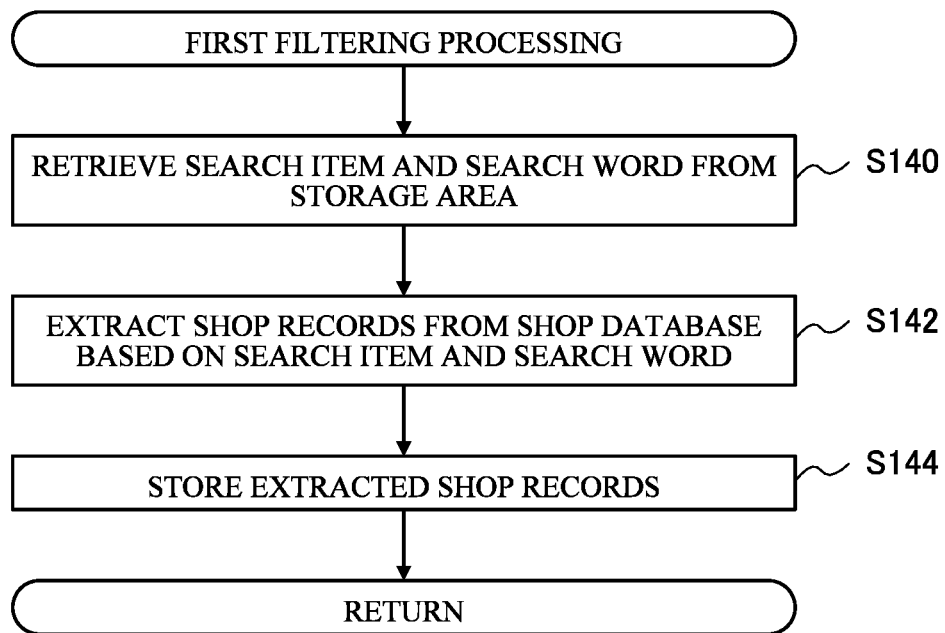 FIRST FILTERING PROCESSING
RETRIEVE SEARCH ITEM AND SEARCH WORD FROM
STORAGE AREA
S140
EXTRACT SHOP RECORDS FROM SHOP DATABASE
BASED ON SEARCH ITEM AND SEARCH WORD
S142
STORE EXTRACTED SHOP RECORDS
S144
RETURN